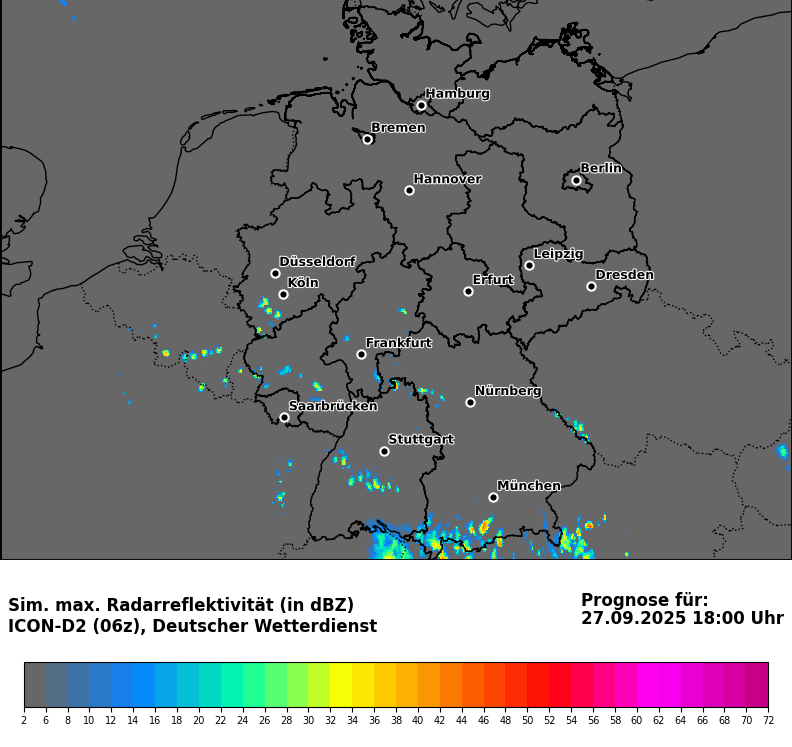 Hamburg
Bremen
Berlin
Hannover
Leipzig
Düsseldorf
Dresden
Köln
Erfurt
Frankfurt
Nürnberg
Saarbrücken
Stuttgart
München
Sim. max. Radarreflektivität (in dBZ)
ICON-D2 (06z), Deutscher Wetterdienst
Prognose für:
27.09.2025 18:00 Uhr
2 6 8 10 12 14 16 18 20 22 24 26 28 30 32 34 36 38 40 42 44 46 48 50 52 54 56 58 60 62 64 66 68 70 72